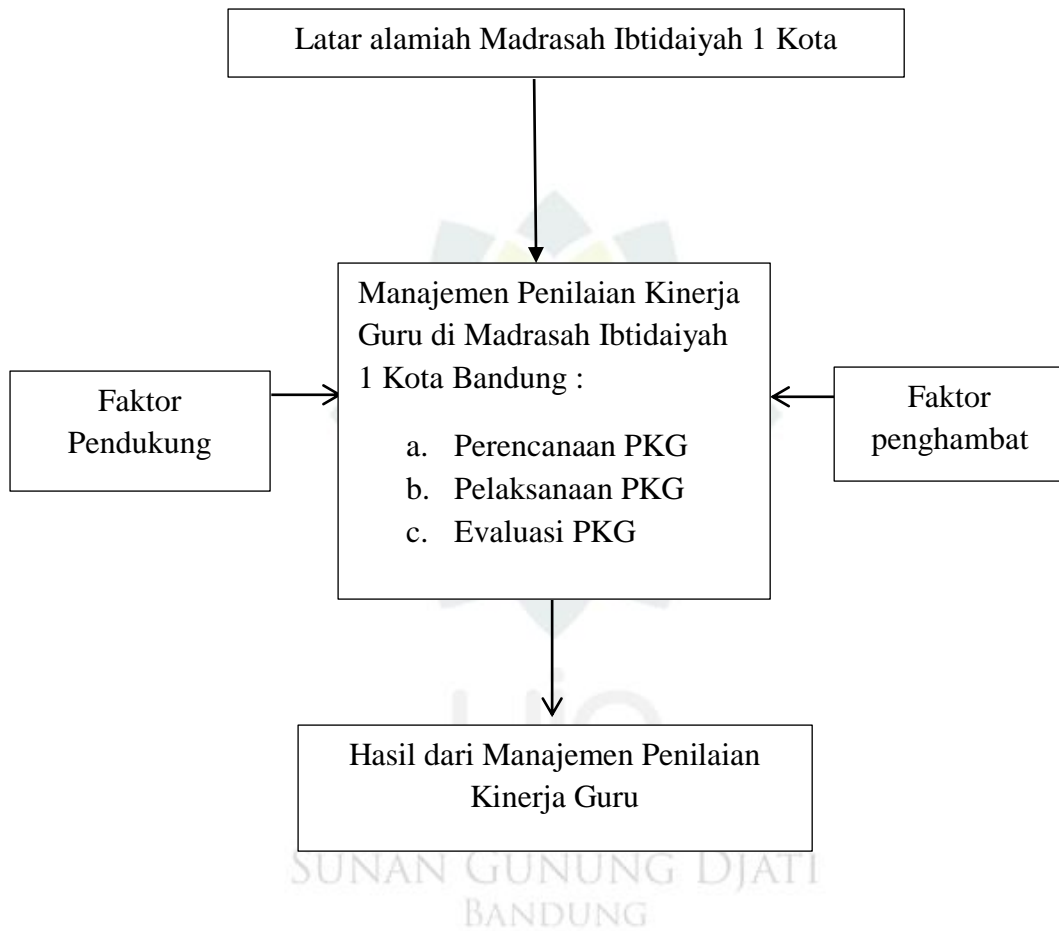 Latar alamiah Madrasah Ibtidaiyah 1 Kota
Manajemen Penilaian Kinerja
Guru di Madrasah Ibtidaiyah
1 Kota Bandung :
a. Perencanaan PKG
b. Pelaksanaan PKG
c. Evaluasi PKG
Faktor
Pendukung
Faktor
penghambat
Hasil dari Manajemen Penilaian
Kinerja Guru
uin
SUNAN GUNUNG DJATI
BANDUNG